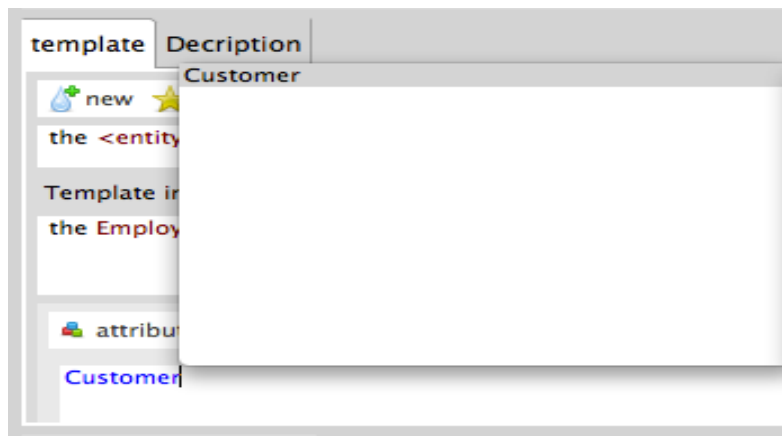 template Decription
Customer
new
the <entity
Template in
the Employ
attribut
Customer